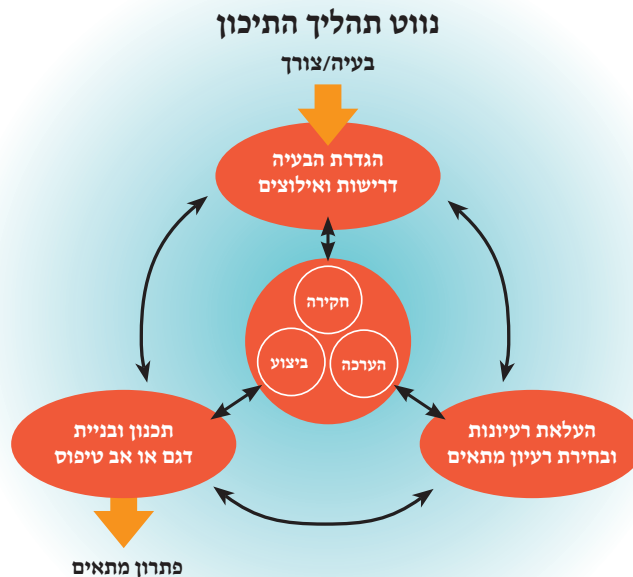 נווט תהליך התיכון
בעיה/צורך
הגדרת הבעיה
דרישות ואילוצים
חקירה
ביצוע
הערכה
העלאת רעיונות
ובחירת רעיון מתאים
תכנון ובניית
דגם או אב טיפוס
פתרון מתאים